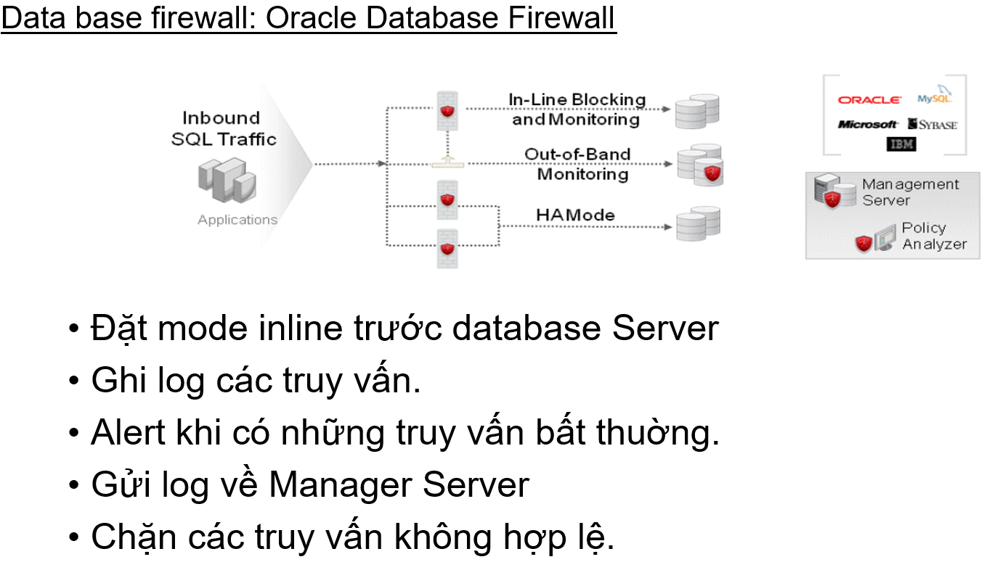 Data base firewall: Oracle Database Firewall
Inbound
SQL Traffic
Applications
In-Line Blocking
and Monitoring
Out-of-Band
Monitoring
HA Mode
ORACLE
MySQL
Microsoft
SYBASE
IBM
Management
Server
Policy
Analyzer
• Đặt mode inline trước database Server
• Ghi log các truy vấn.
• Alert khi có những truy vấn bất thuờng.
• Gửi log về Manager Server
• Chặn các truy vấn không hợp lệ.